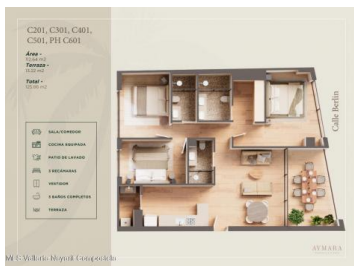 C201, C301, C401,
C501, PH C601
Área -
Terraza -
Total -
SALA/COMEDOR
COCINA EQUIPADA
PATIO DE LAVADO
3 RECÁMARAS
VESTIDOR
3 BAÑOS COMPLETOS
TERRAZA
Calle Berlín
AVMARA